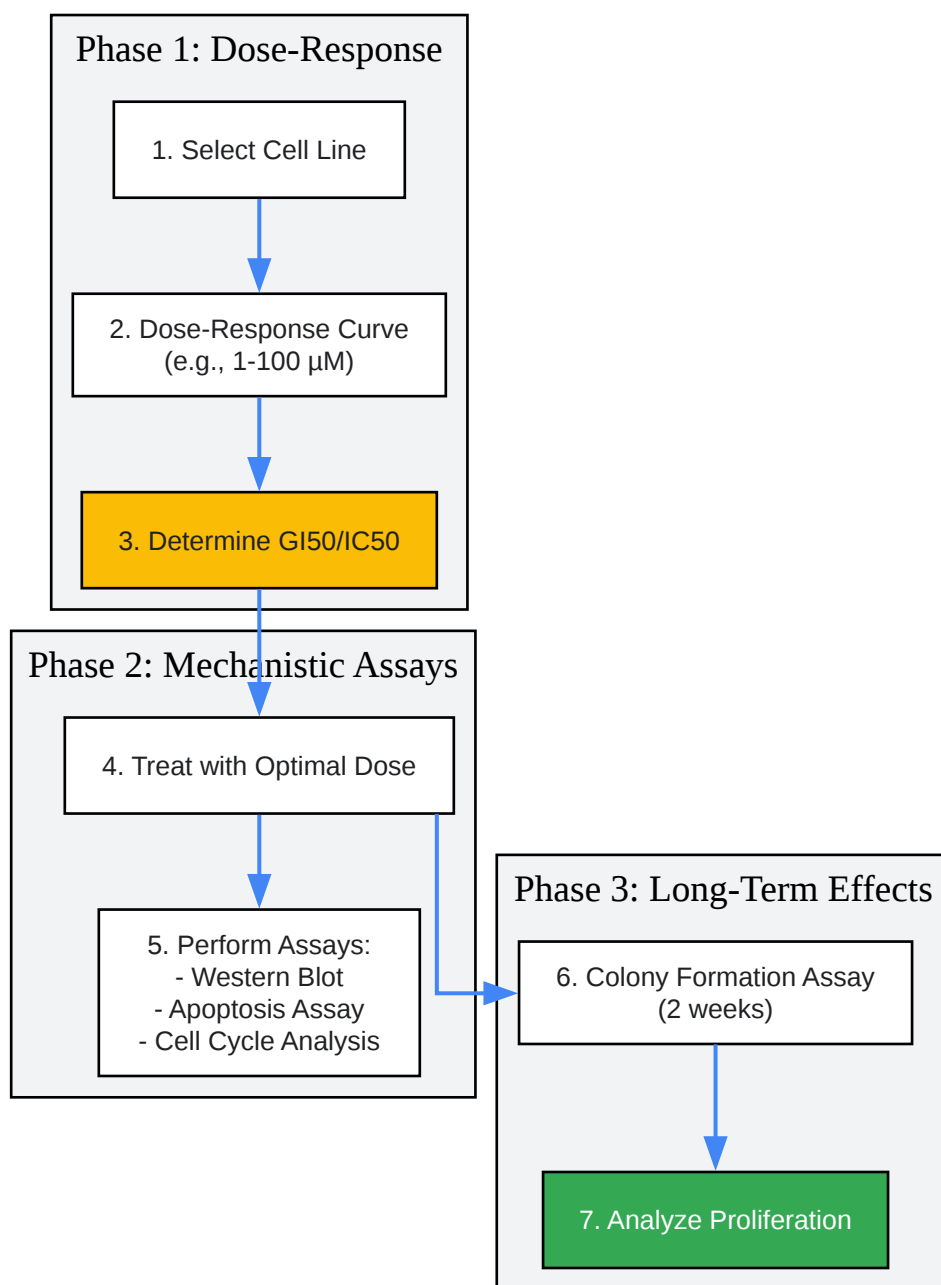 Phase 1: Dose-Response
1. Select Cell Line
2. Dose-Response Curve
(e.g., 1-100 µM)
3. Determine GI50/IC50
Phase 2: Mechanistic Assays
4. Treat with Optimal Dose
5. Perform Assays:
- Western Blot
- Apoptosis Assay
- Cell Cycle Analysis
Phase 3: Long-Term Effects
6. Colony Formation Assay
(2 weeks)
7. Analyze Proliferation